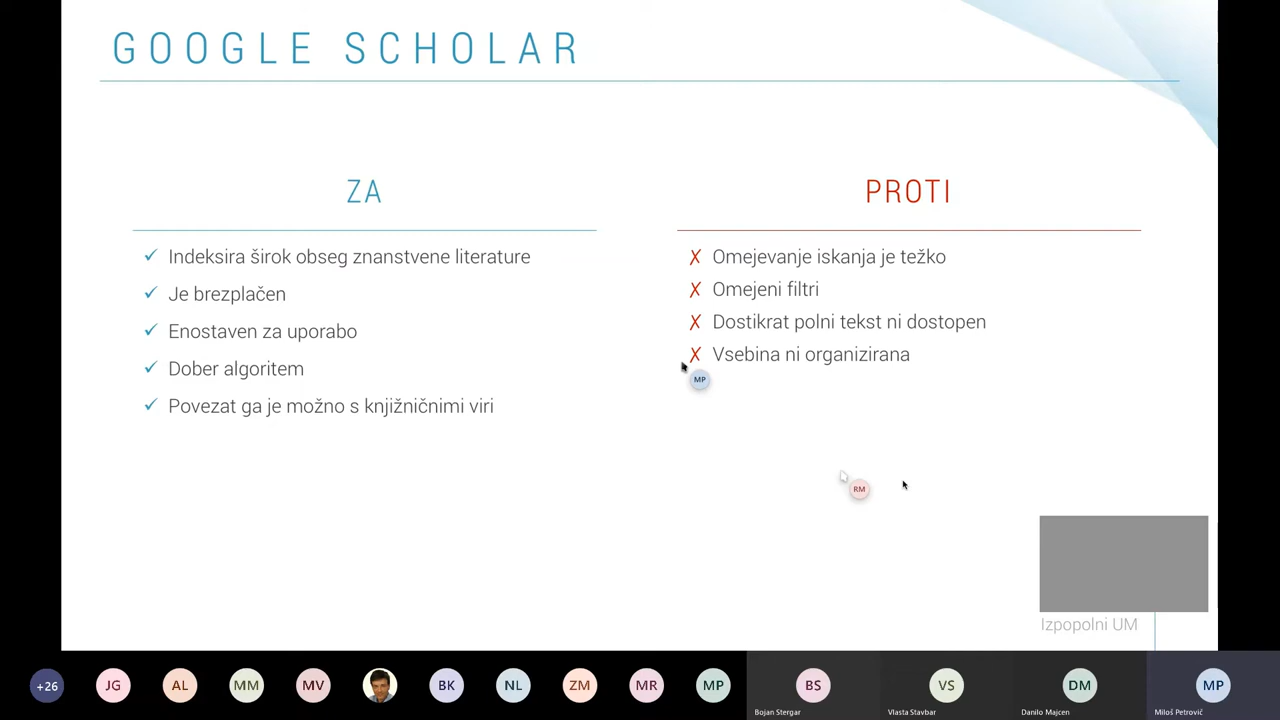 GOOGLE SCHOLAR
ZA
Indeksira širok obseg znanstvene literature
Je brezplačen
Enostaven za uporabo
Dober algoritem
Povezat ga je možno s knjižničnimi viri
PROTI
Omejevanje iskanja je težko
Omejeni filtri
Dostikrat polni tekst ni dostopen
Vsebina ni organizirana
MP
RM
Izpopolni UM
+26
JG
AL
MM
MV
BK
NL
ZM
MR
MP
BS
Bojan Stergar
VS
Vlasta Stavbar
DM
Danilo Majcen
MP
Miloš Petrovič